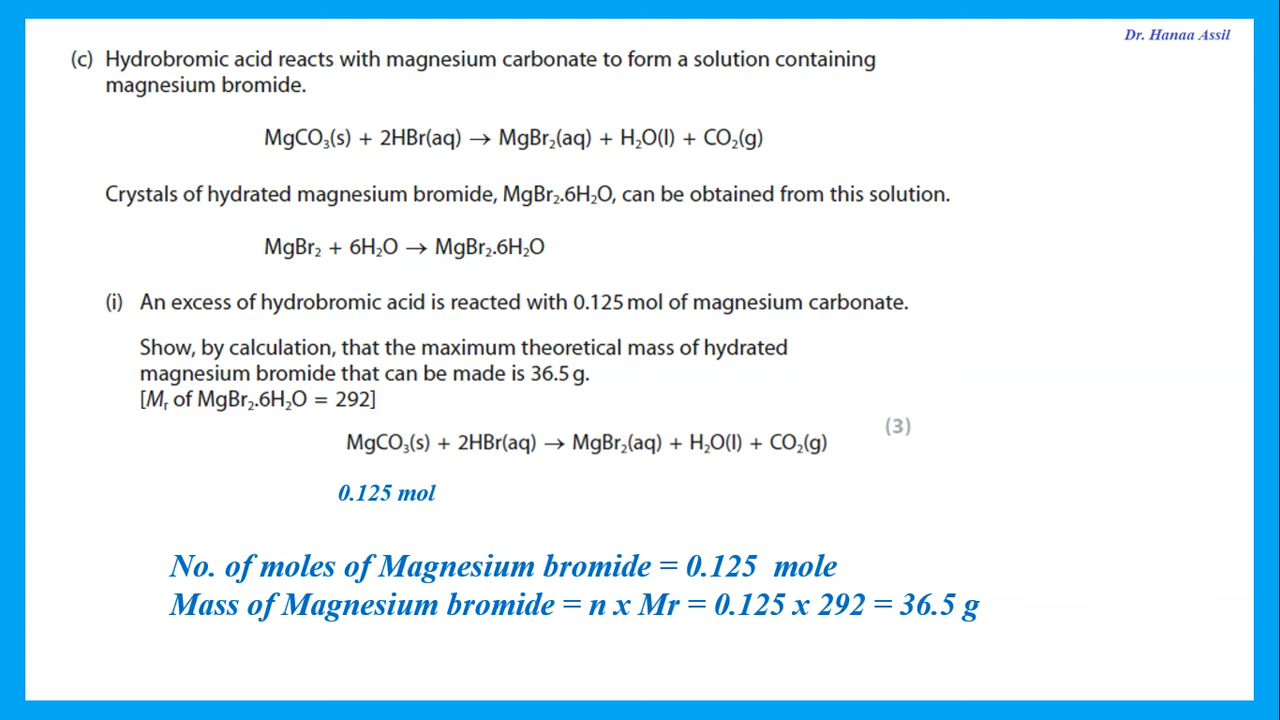 Dr. Hanaa Assil
(c) Hydrobromic acid reacts with magnesium carbonate to form a solution containing
magnesium bromide.
MgCO₃(s) + 2HBr(aq) → MgBr₂(aq) + H₂O(l) + CO₂(g)
Crystals of hydrated magnesium bromide, MgBr₂.6H₂O, can be obtained from this solution.
MgBr₂ + 6H₂O → MgBr₂.6H₂O
(i) An excess of hydrobromic acid is reacted with 0.125 mol of magnesium carbonate.
Show, by calculation, that the maximum theoretical mass of hydrated
magnesium bromide that can be made is 36.5 g.
[Mᵣ of MgBr₂.6H₂O = 292]
(3)
MgCO₃(s) + 2HBr(aq) → MgBr₂(aq) + H₂O(l) + CO₂(g)
0.125 mol
No. of moles of Magnesium bromide = 0.125 mole
Mass of Magnesium bromide = n x Mr = 0.125 x 292 = 36.5 g